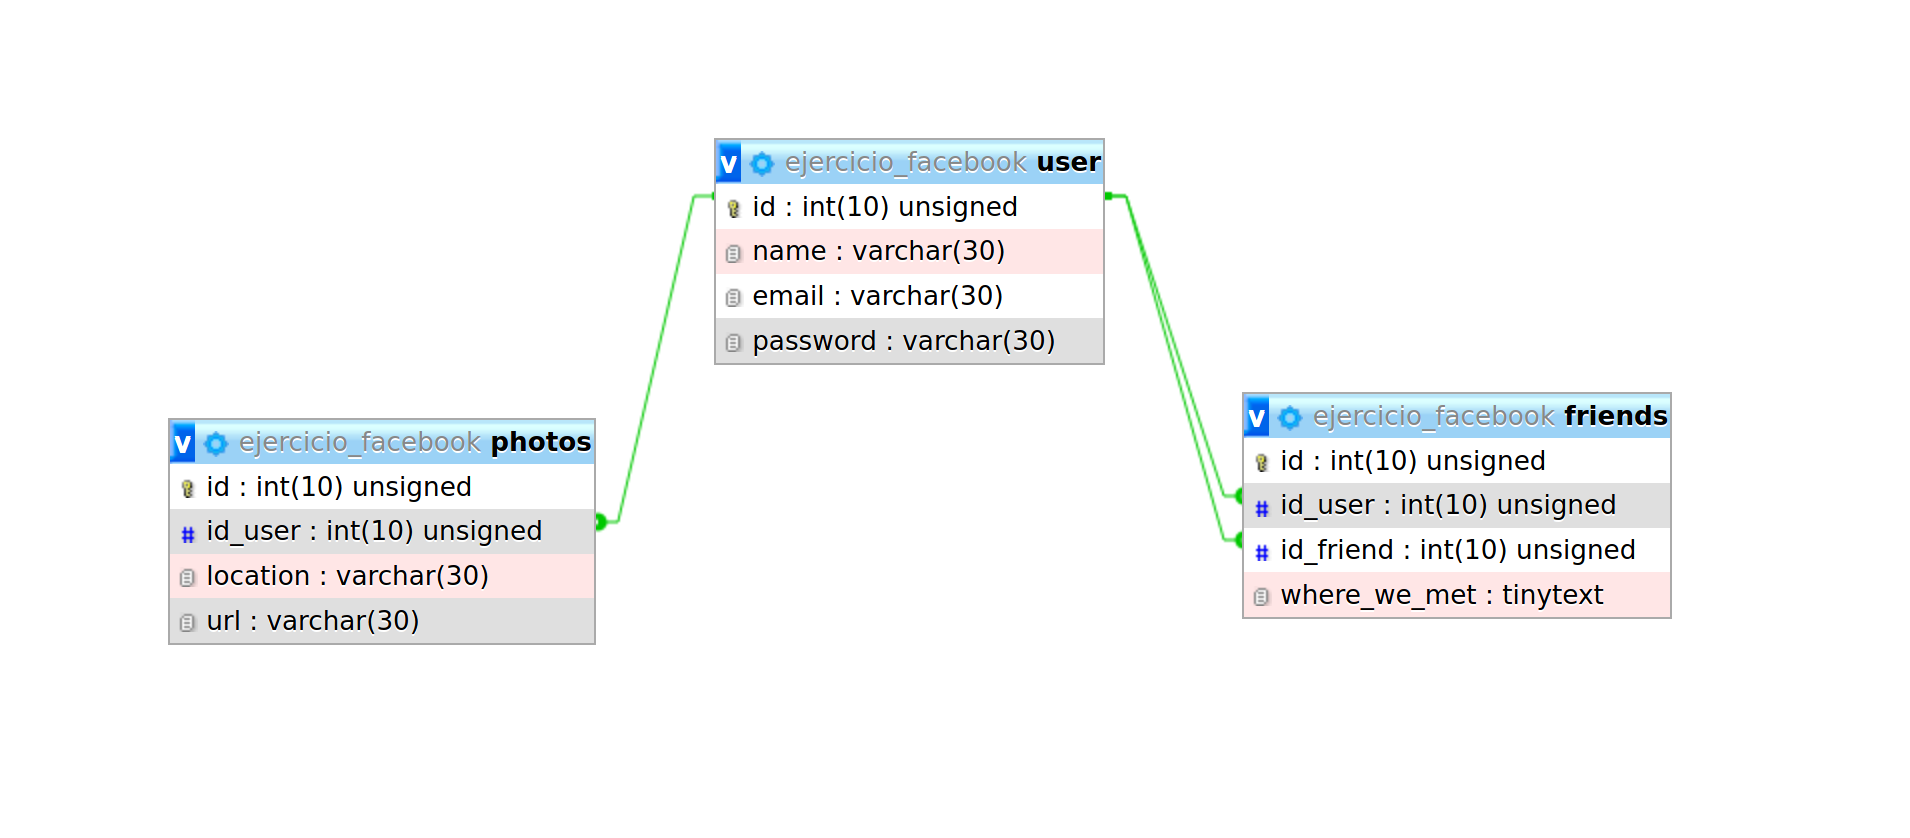 v ejercicio_facebook user
id : int(10) unsigned
name : varchar(30)
email : varchar(30)
password : varchar(30)
v ejercicio_facebook photos
id : int(10) unsigned
# id_user : int(10) unsigned
location : varchar(30)
url : varchar(30)
v ejercicio_facebook friends
id : int(10) unsigned
# id_user : int(10) unsigned
# id_friend : int(10) unsigned
where_we_met : tinytext